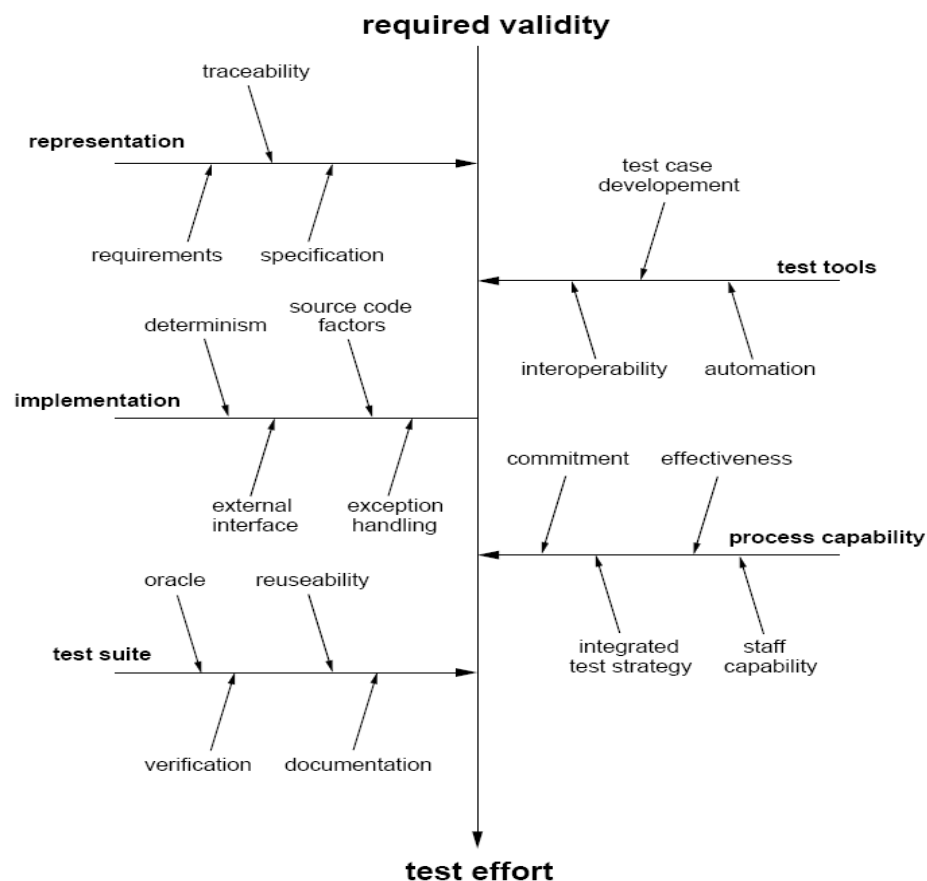 required validity
traceability
representation
requirements
specification
test case
developement
test tools
interoperability
automation
determinism
source code
factors
implementation
external
interface
exception
handling
commitment
effectiveness
process capability
integrated
test strategy
staff
capability
oracle
reuseability
test suite
verification
documentation
test effort